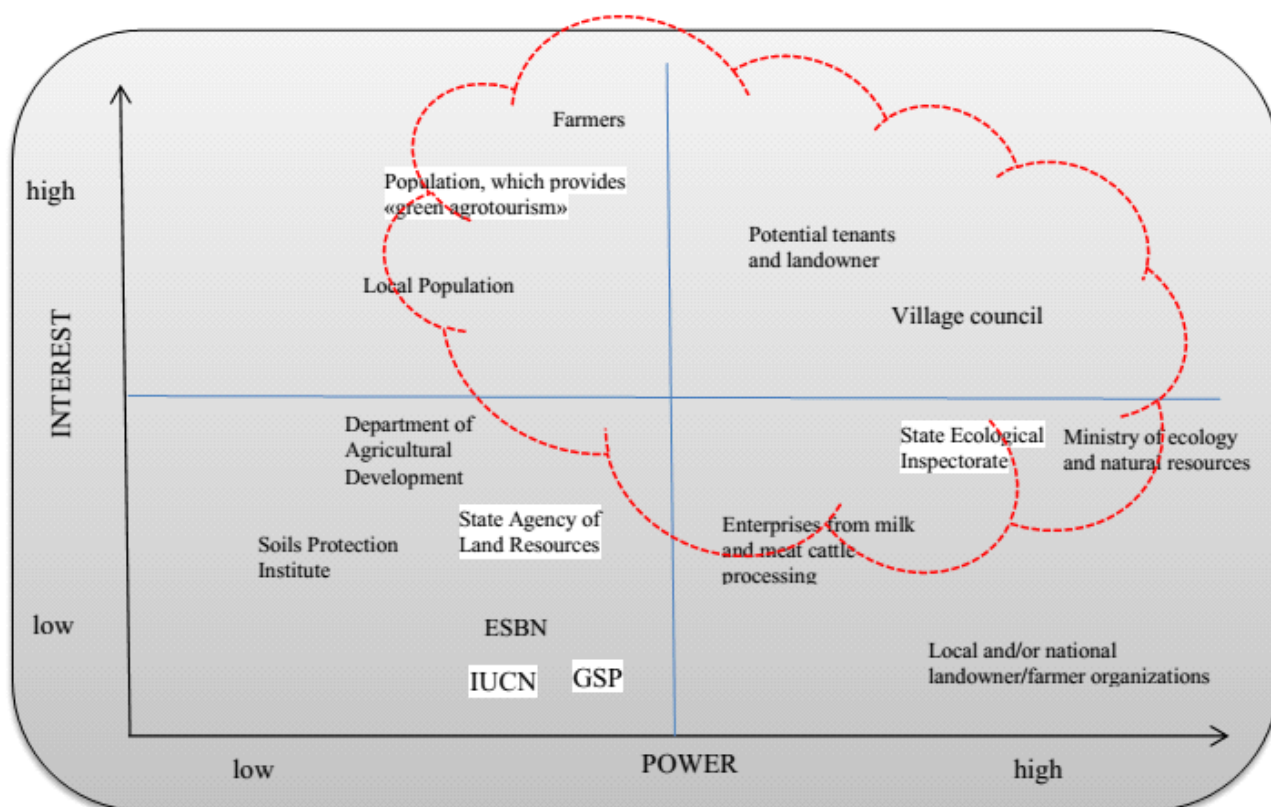 Farmers
high
Population, which provides
«green agrotourism»
Potential tenants
and landowner
Local Population
Village council
INTEREST
Department of
Agricultural
Development
State Ecological
Inspectorate
Ministry of ecology
and natural resources
State Agency of
Land Resources
Enterprises from milk
and meat cattle
processing
Soils Protection
Institute
low
ESBN
IUCN
GSP
Local and/or national
landowner/farmer organizations
low
POWER
high